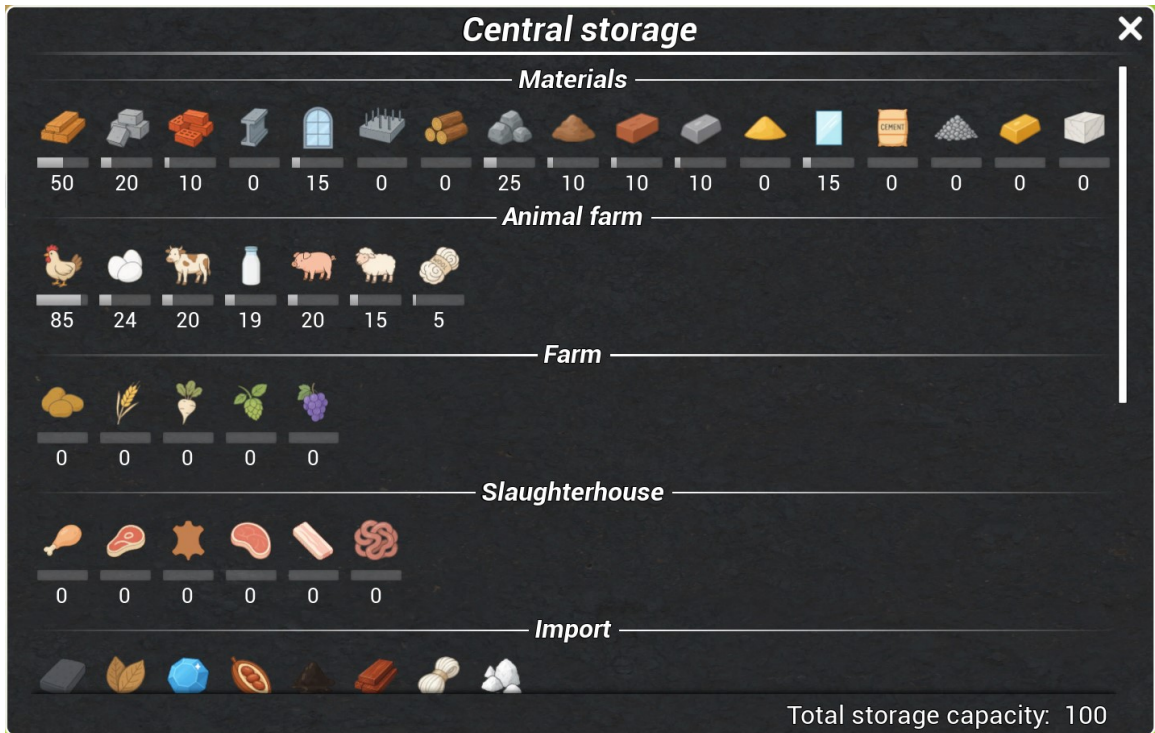 Central storage
Materials
CEMENT
50 20 10 0 15 0 0 25 10 10 10 0 15 0 0 0 0
Animal farm
85 24 20 19 20 15 5
Farm
0 0 0 0 0
Slaughterhouse
0 0 0 0 0 0
Import
Total storage capacity: 100